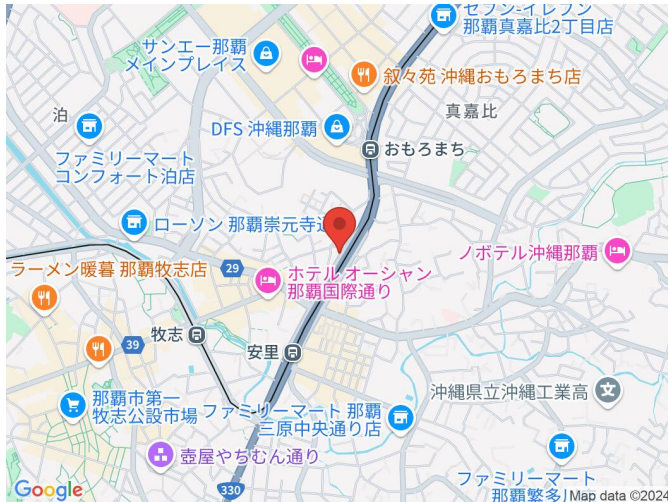 セブン-イレブン
那覇真嘉比2丁目店
サンエー那覇
メインプレイス
叙々苑 沖縄おもろまち店
泊
真嘉比
DFS 沖縄那覇
おもろまち
ファミリーマート
コンフォート泊店
ローソン 那覇崇元寺通
ノボテル沖縄那覇
29
ラーメン暖暮 那覇牧志店
ホテル オーシャン
那覇国際通り
牧志
39
安里
沖縄県立沖縄工業高
那覇市第一
牧志公設市場
ファミリーマート 那覇
三原中央通り店
壺屋やちむん通り
ファミリーマート
那覇繁多川
330
Google
Map data ©2024